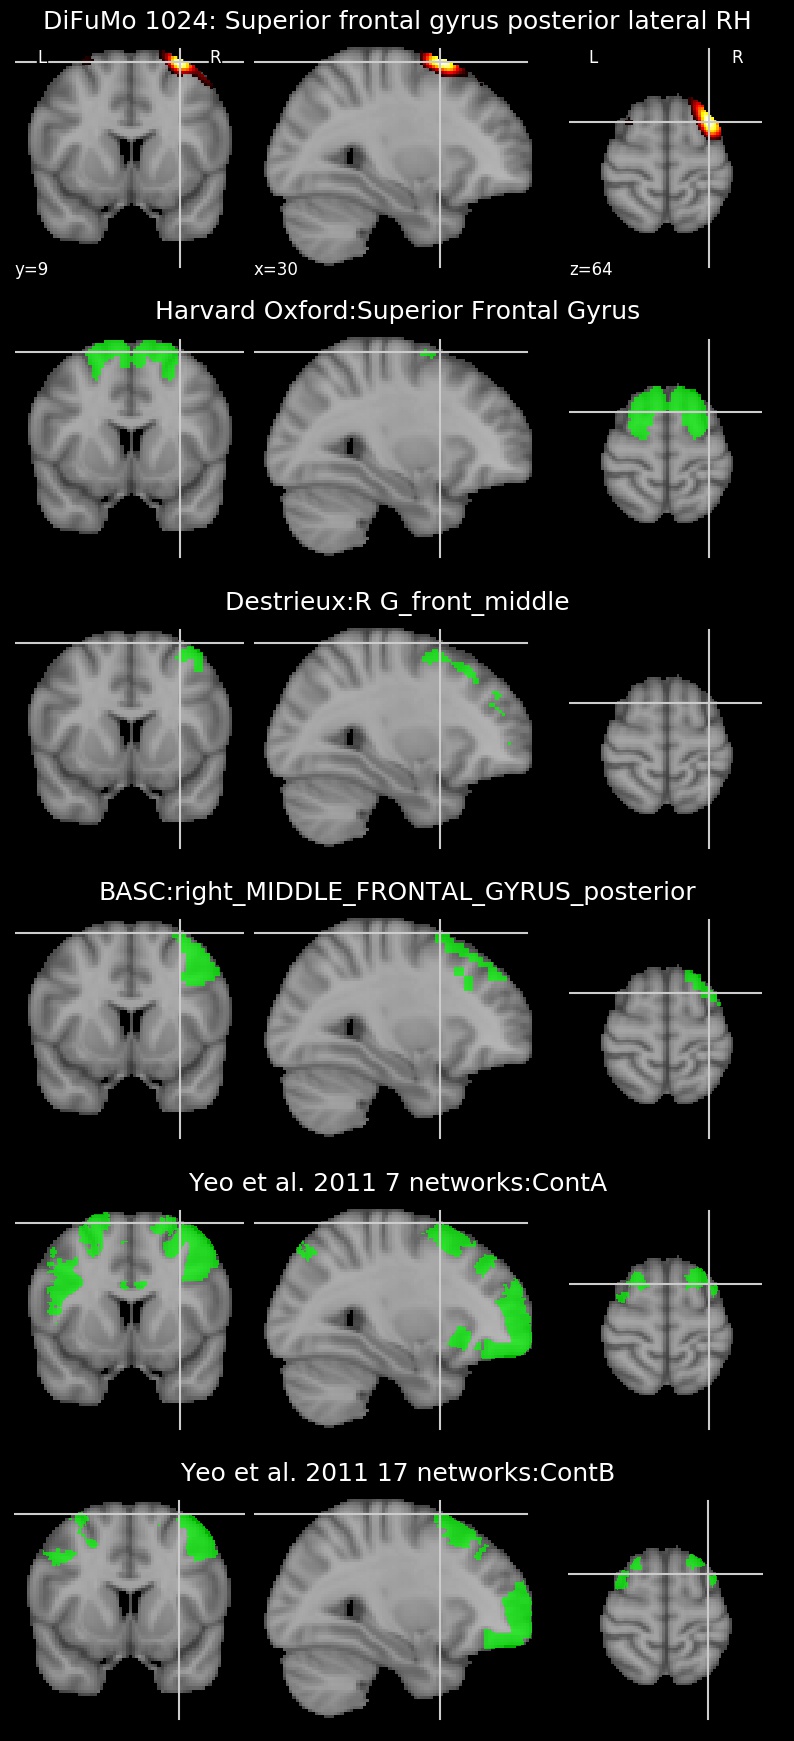 DiFuMo 1024: Superior frontal gyrus posterior lateral RH
L R L R
y=9 x=30 z=64
Harvard Oxford:Superior Frontal Gyrus
Destrieux:R G_front_middle
BASC:right_MIDDLE_FRONTAL_GYRUS_posterior
Yeo et al. 2011 7 networks:ContA
Yeo et al. 2011 17 networks:ContB